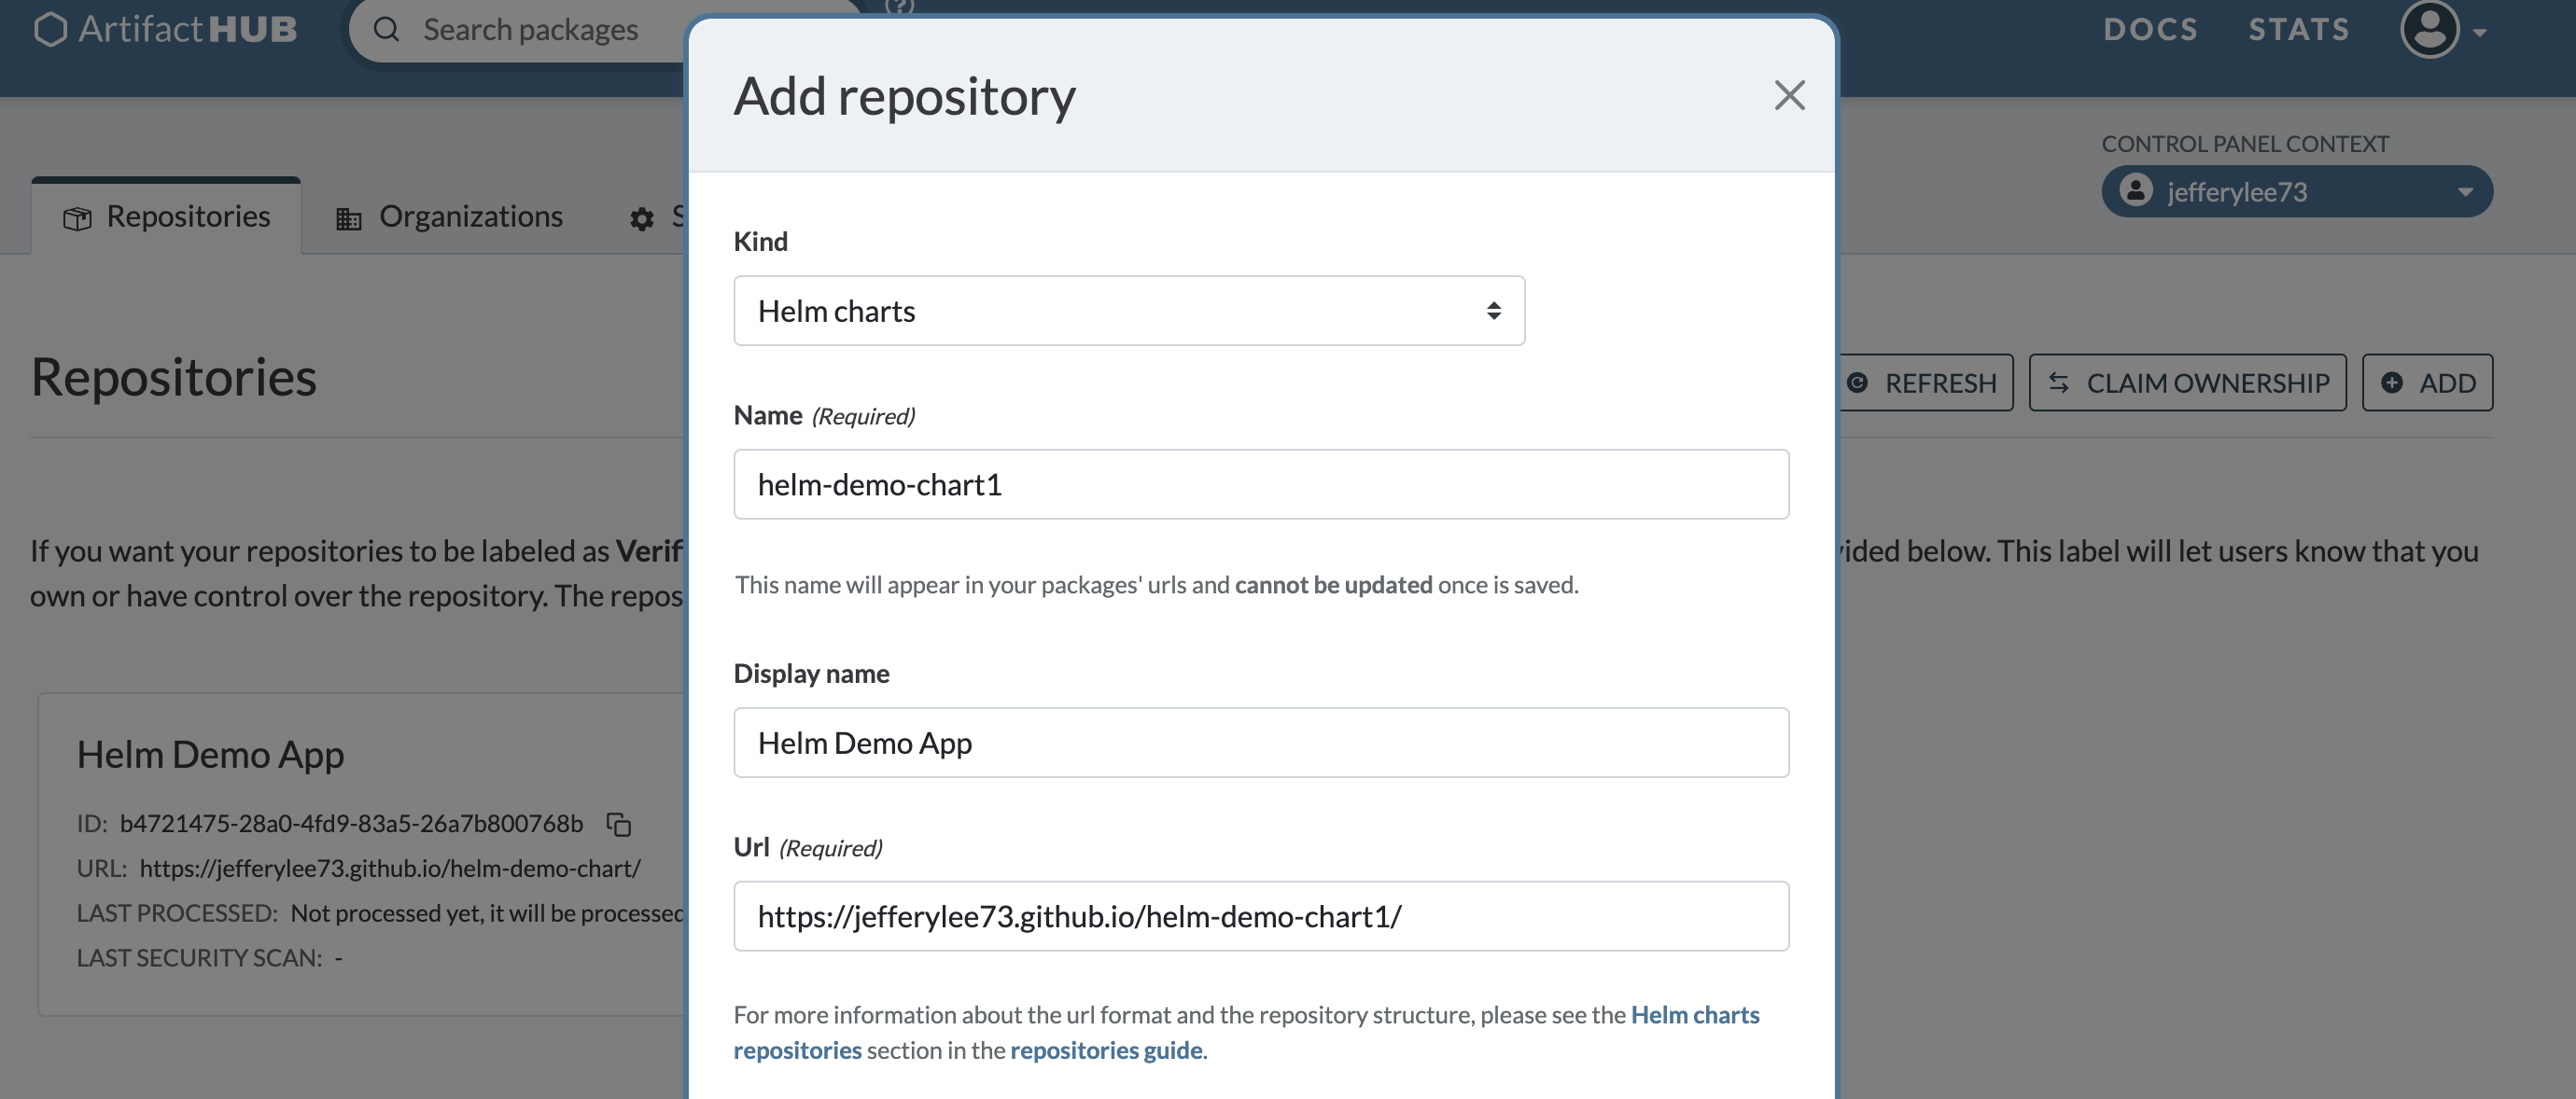 ArtifactHUB
Search packages
DOCS
STATS
CONTROL PANEL CONTEXT
jefferylee73
Repositories
Organizations
S
Repositories
REFRESH
CLAIM OWNERSHIP
ADD
If you want your repositories to be labeled as Verif
vided below. This label will let users know that you
own or have control over the repository. The repos
Helm Demo App
ID: b4721475-28a0-4fd9-83a5-26a7b800768b
URL: https://jefferylee73.github.io/helm-demo-chart/
LAST PROCESSED: Not processed yet, it will be processed
LAST SECURITY SCAN: -
Add repository
Kind
Helm charts
Name (Required)
helm-demo-chart1
This name will appear in your packages' urls and cannot be updated once is saved.
Display name
Helm Demo App
Url (Required)
https://jefferylee73.github.io/helm-demo-chart1/
For more information about the url format and the repository structure, please see the Helm charts
repositories section in the repositories guide.